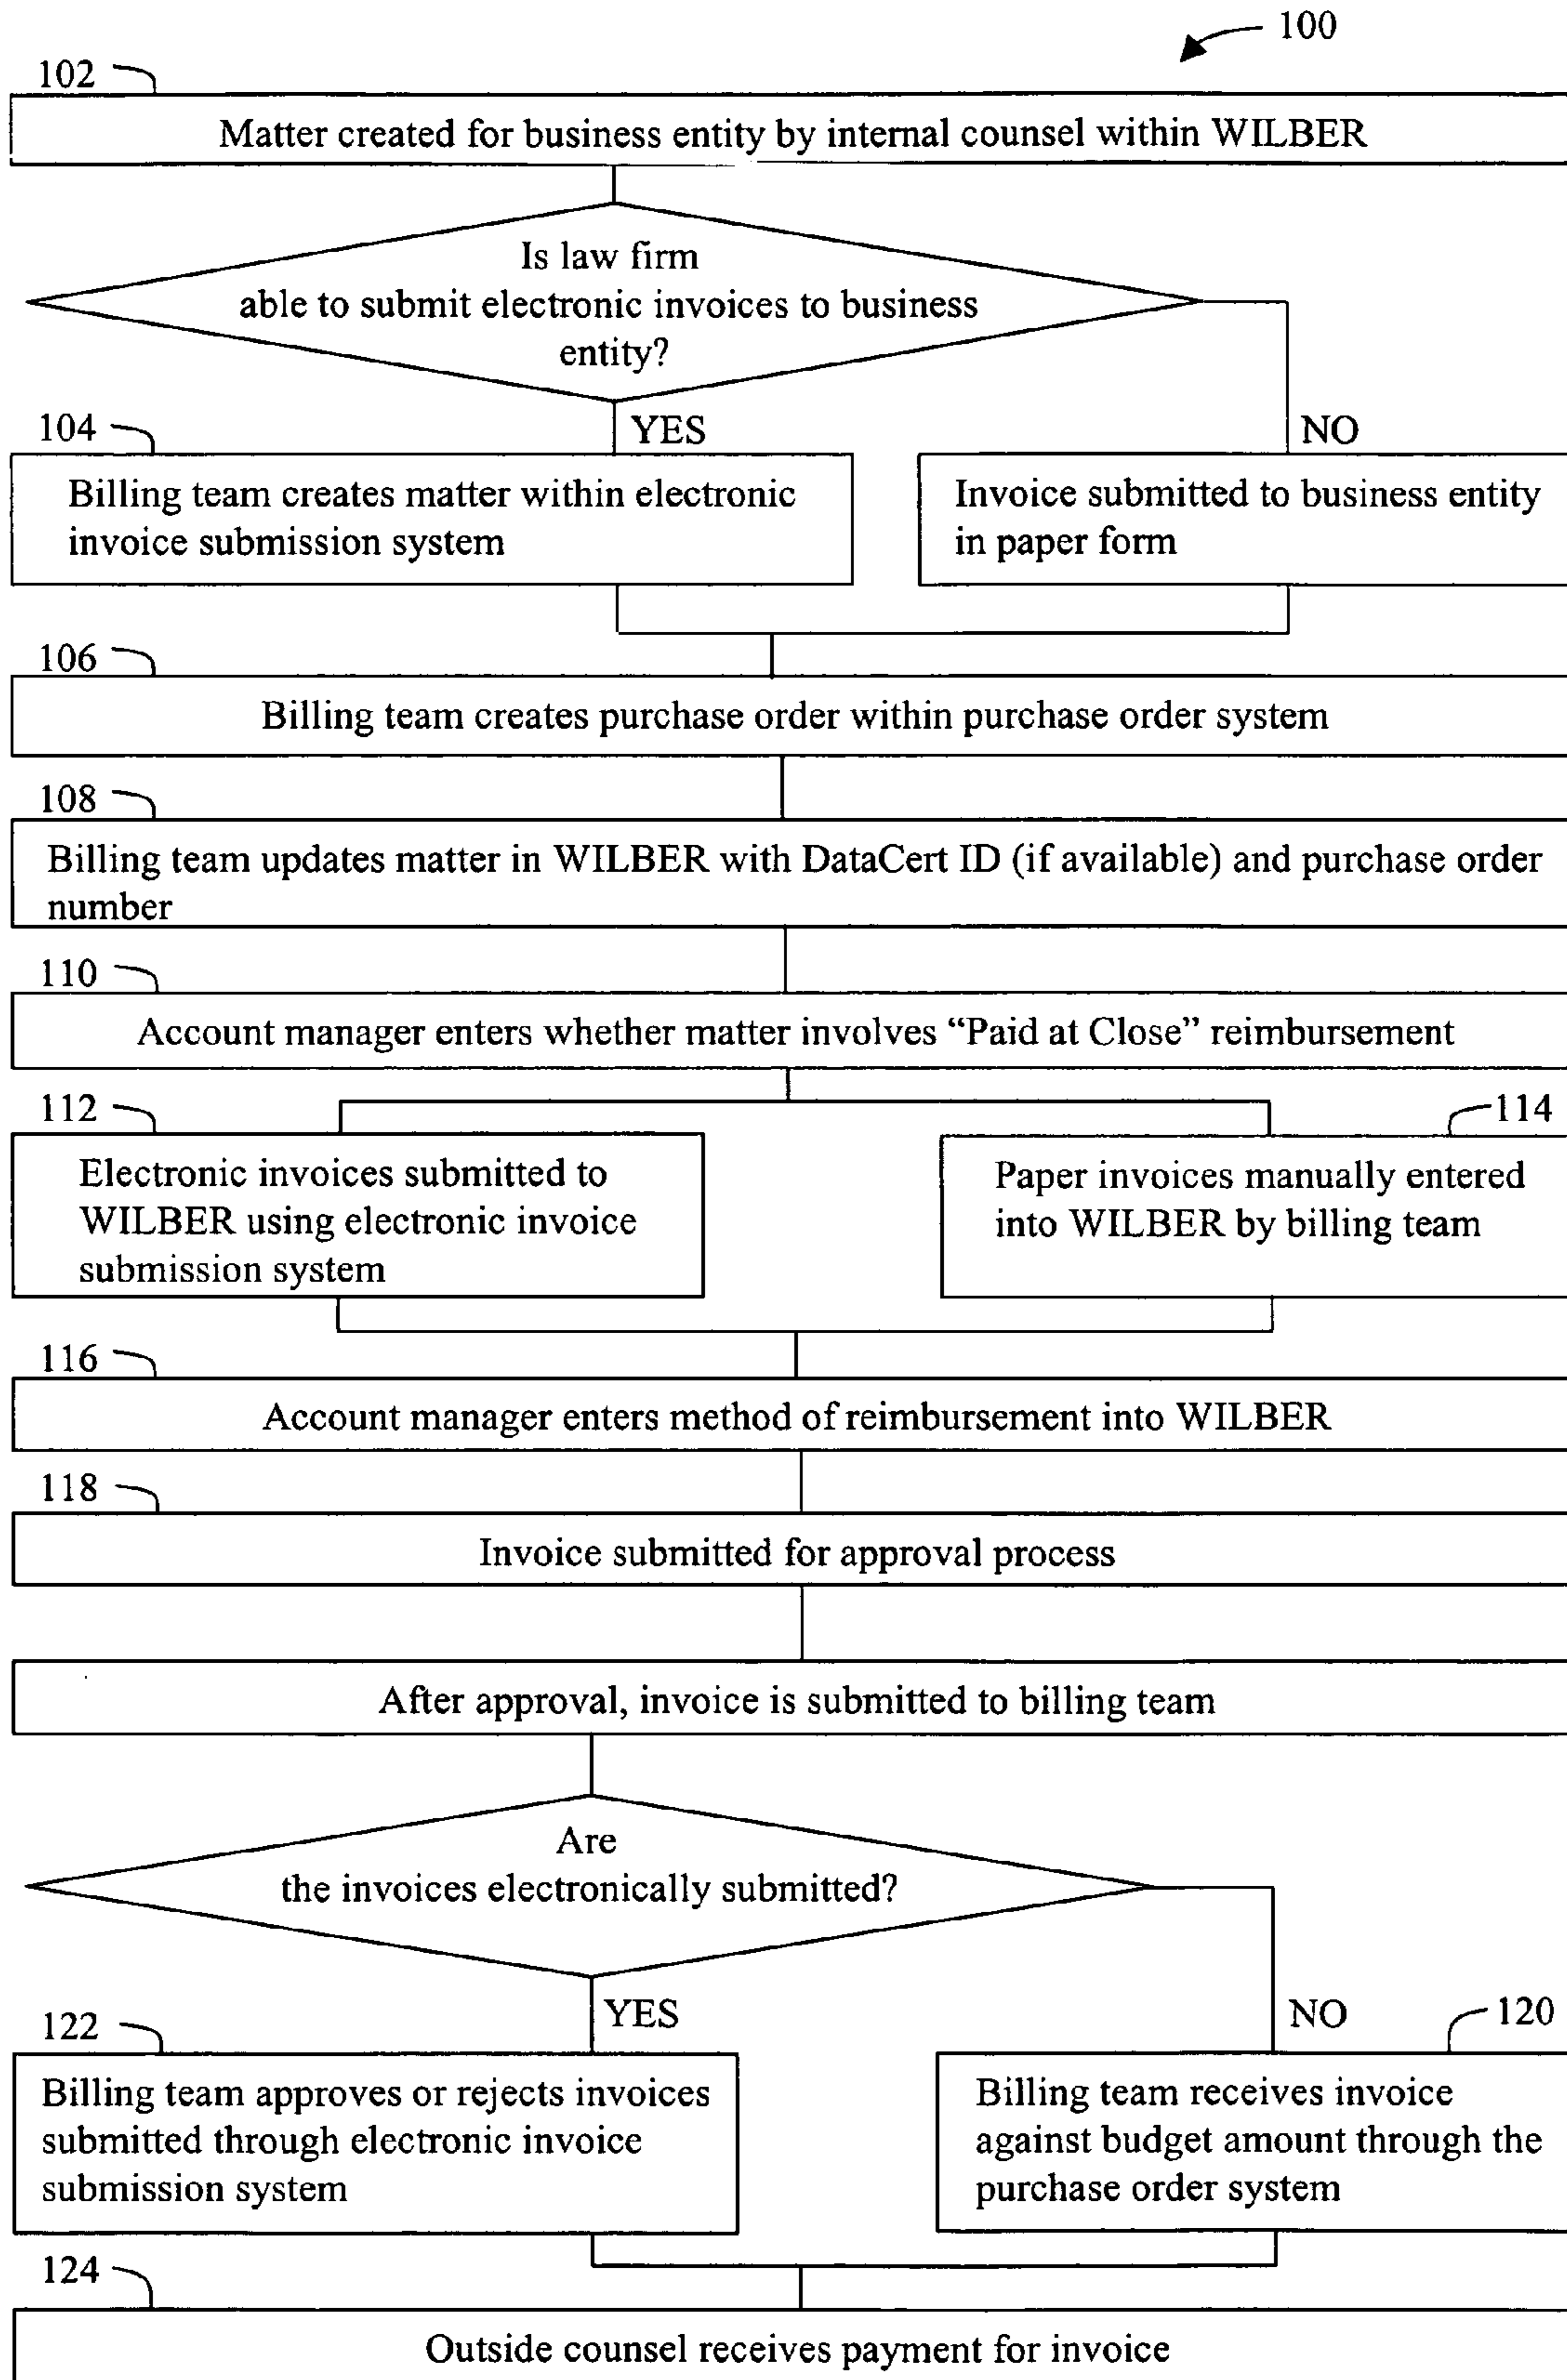 100
102
Matter created for business entity by internal counsel within WILBER
Is law firm
able to submit electronic invoices to business
entity?
104
YES
NO
Billing team creates matter within electronic
invoice submission system
Invoice submitted to business entity
in paper form
106
Billing team creates purchase order within purchase order system
108
Billing team updates matter in WILBER with DataCert ID (if available) and purchase order
number
110
Account manager enters whether matter involves “Paid at Close” reimbursement
112
114
Electronic invoices submitted to
WILBER using electronic invoice
submission system
Paper invoices manually entered
into WILBER by billing team
116
Account manager enters method of reimbursement into WILBER
118
Invoice submitted for approval process
After approval, invoice is submitted to billing team
Are
the invoices electronically submitted?
122
YES
NO
120
Billing team approves or rejects invoices
submitted through electronic invoice
submission system
Billing team receives invoice
against budget amount through the
purchase order system
124
Outside counsel receives payment for invoice